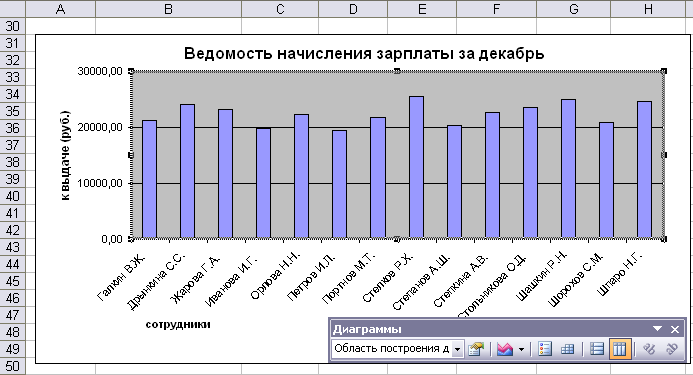 A B C D E F G H
30
31
32
33
34
35
36
37
38
39
40
41
42
43
44
45
46
47
48
49
50
Ведомость начисления зарплаты за декабрь
к выдаче (руб.)
30000,00
20000,00
10000,00
0,00
Галкин В.Ж.
Дрынкина С.С.
Жарова Г.А.
Иванова И.Г.
Орлова Н.Н.
Петров И.Л.
Портнов М.Т.
Стелков Р.Х.
Степанов А.Ш.
Степкина А.В.
Стольникова О.Д.
Шашкин Р.Н.
Шорохов С.М.
Шпаро Н.Г.
сотрудники
Диаграммы
Область построения д